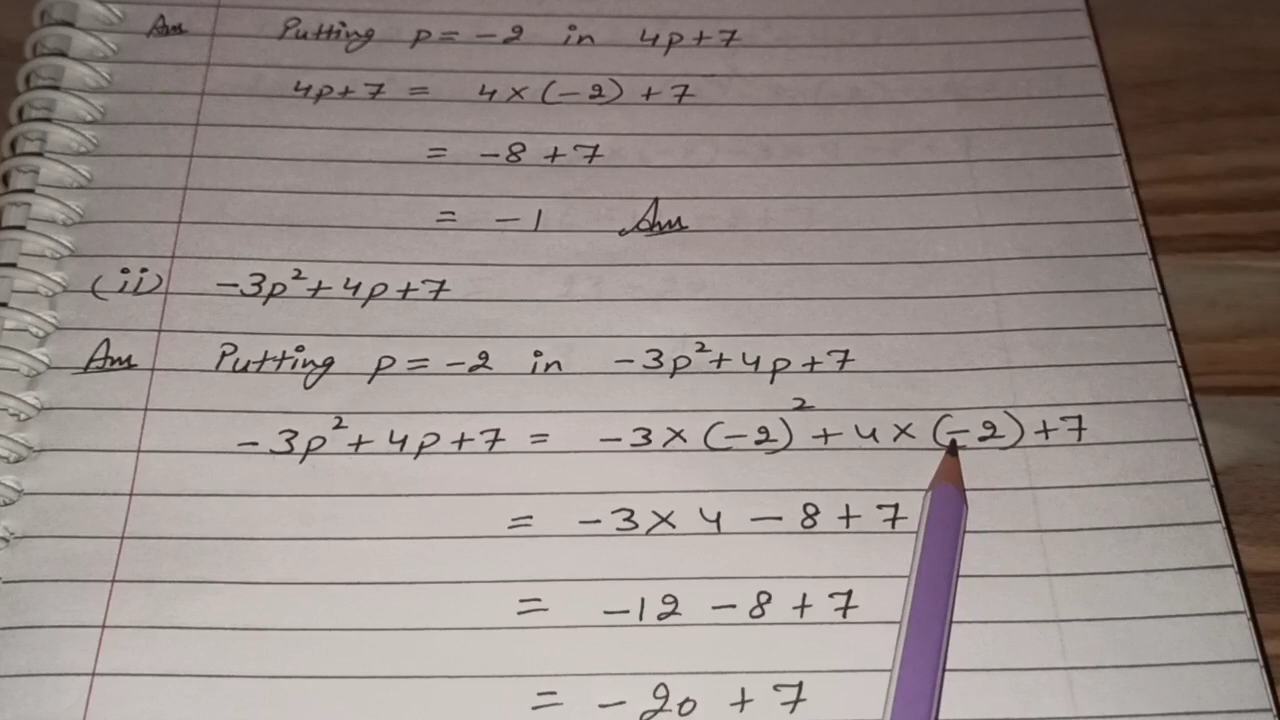 Ans Putting p = -2 in 4p+7
4p+7 = 4×(-2) +7
= -8 +7
= -1 Ans
(ii) -3p²+4p+7
Ans Putting p = -2 in -3p²+4p+7
-3p²+4p+7 = -3×(-2)²+4×(-2)+7
= -3×4 -8+7
= -12 -8+7
= -20 +7